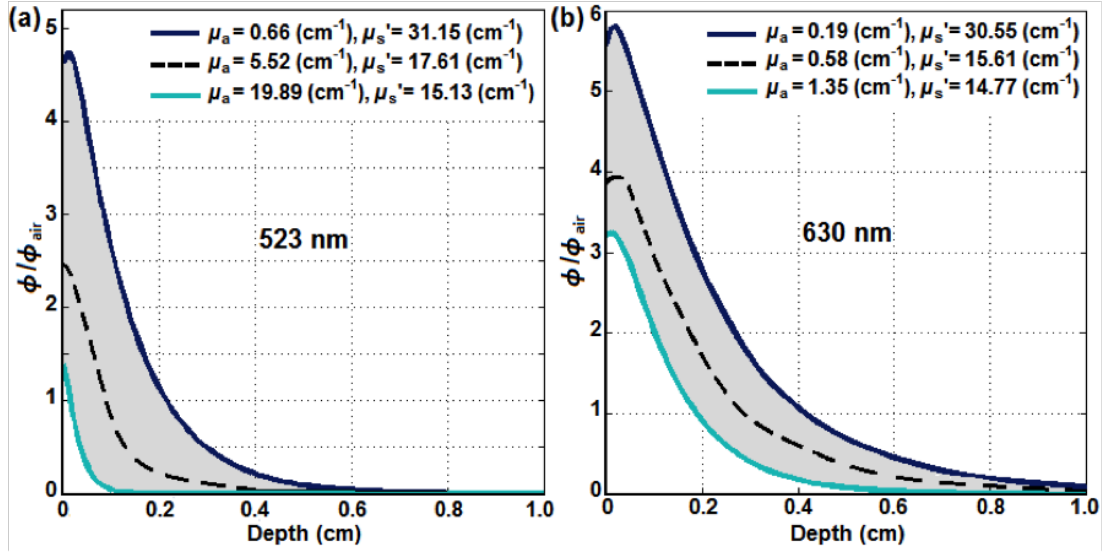 (a)
μa = 0.66 (cm-1), μs' = 31.15 (cm-1)
μa = 5.52 (cm-1), μs' = 17.61 (cm-1)
μa = 19.89 (cm-1), μs' = 15.13 (cm-1)
523 nm
ϕ/ϕair
5
4
3
2
1
0
0 0.2 0.4 0.6 0.8 1.0
Depth (cm)
(b)
μa = 0.19 (cm-1), μs' = 30.55 (cm-1)
μa = 0.58 (cm-1), μs' = 15.61 (cm-1)
μa = 1.35 (cm-1), μs' = 14.77 (cm-1)
630 nm
ϕ/ϕair
6
5
4
3
2
1
0
0 0.2 0.4 0.6 0.8 1.0
Depth (cm)